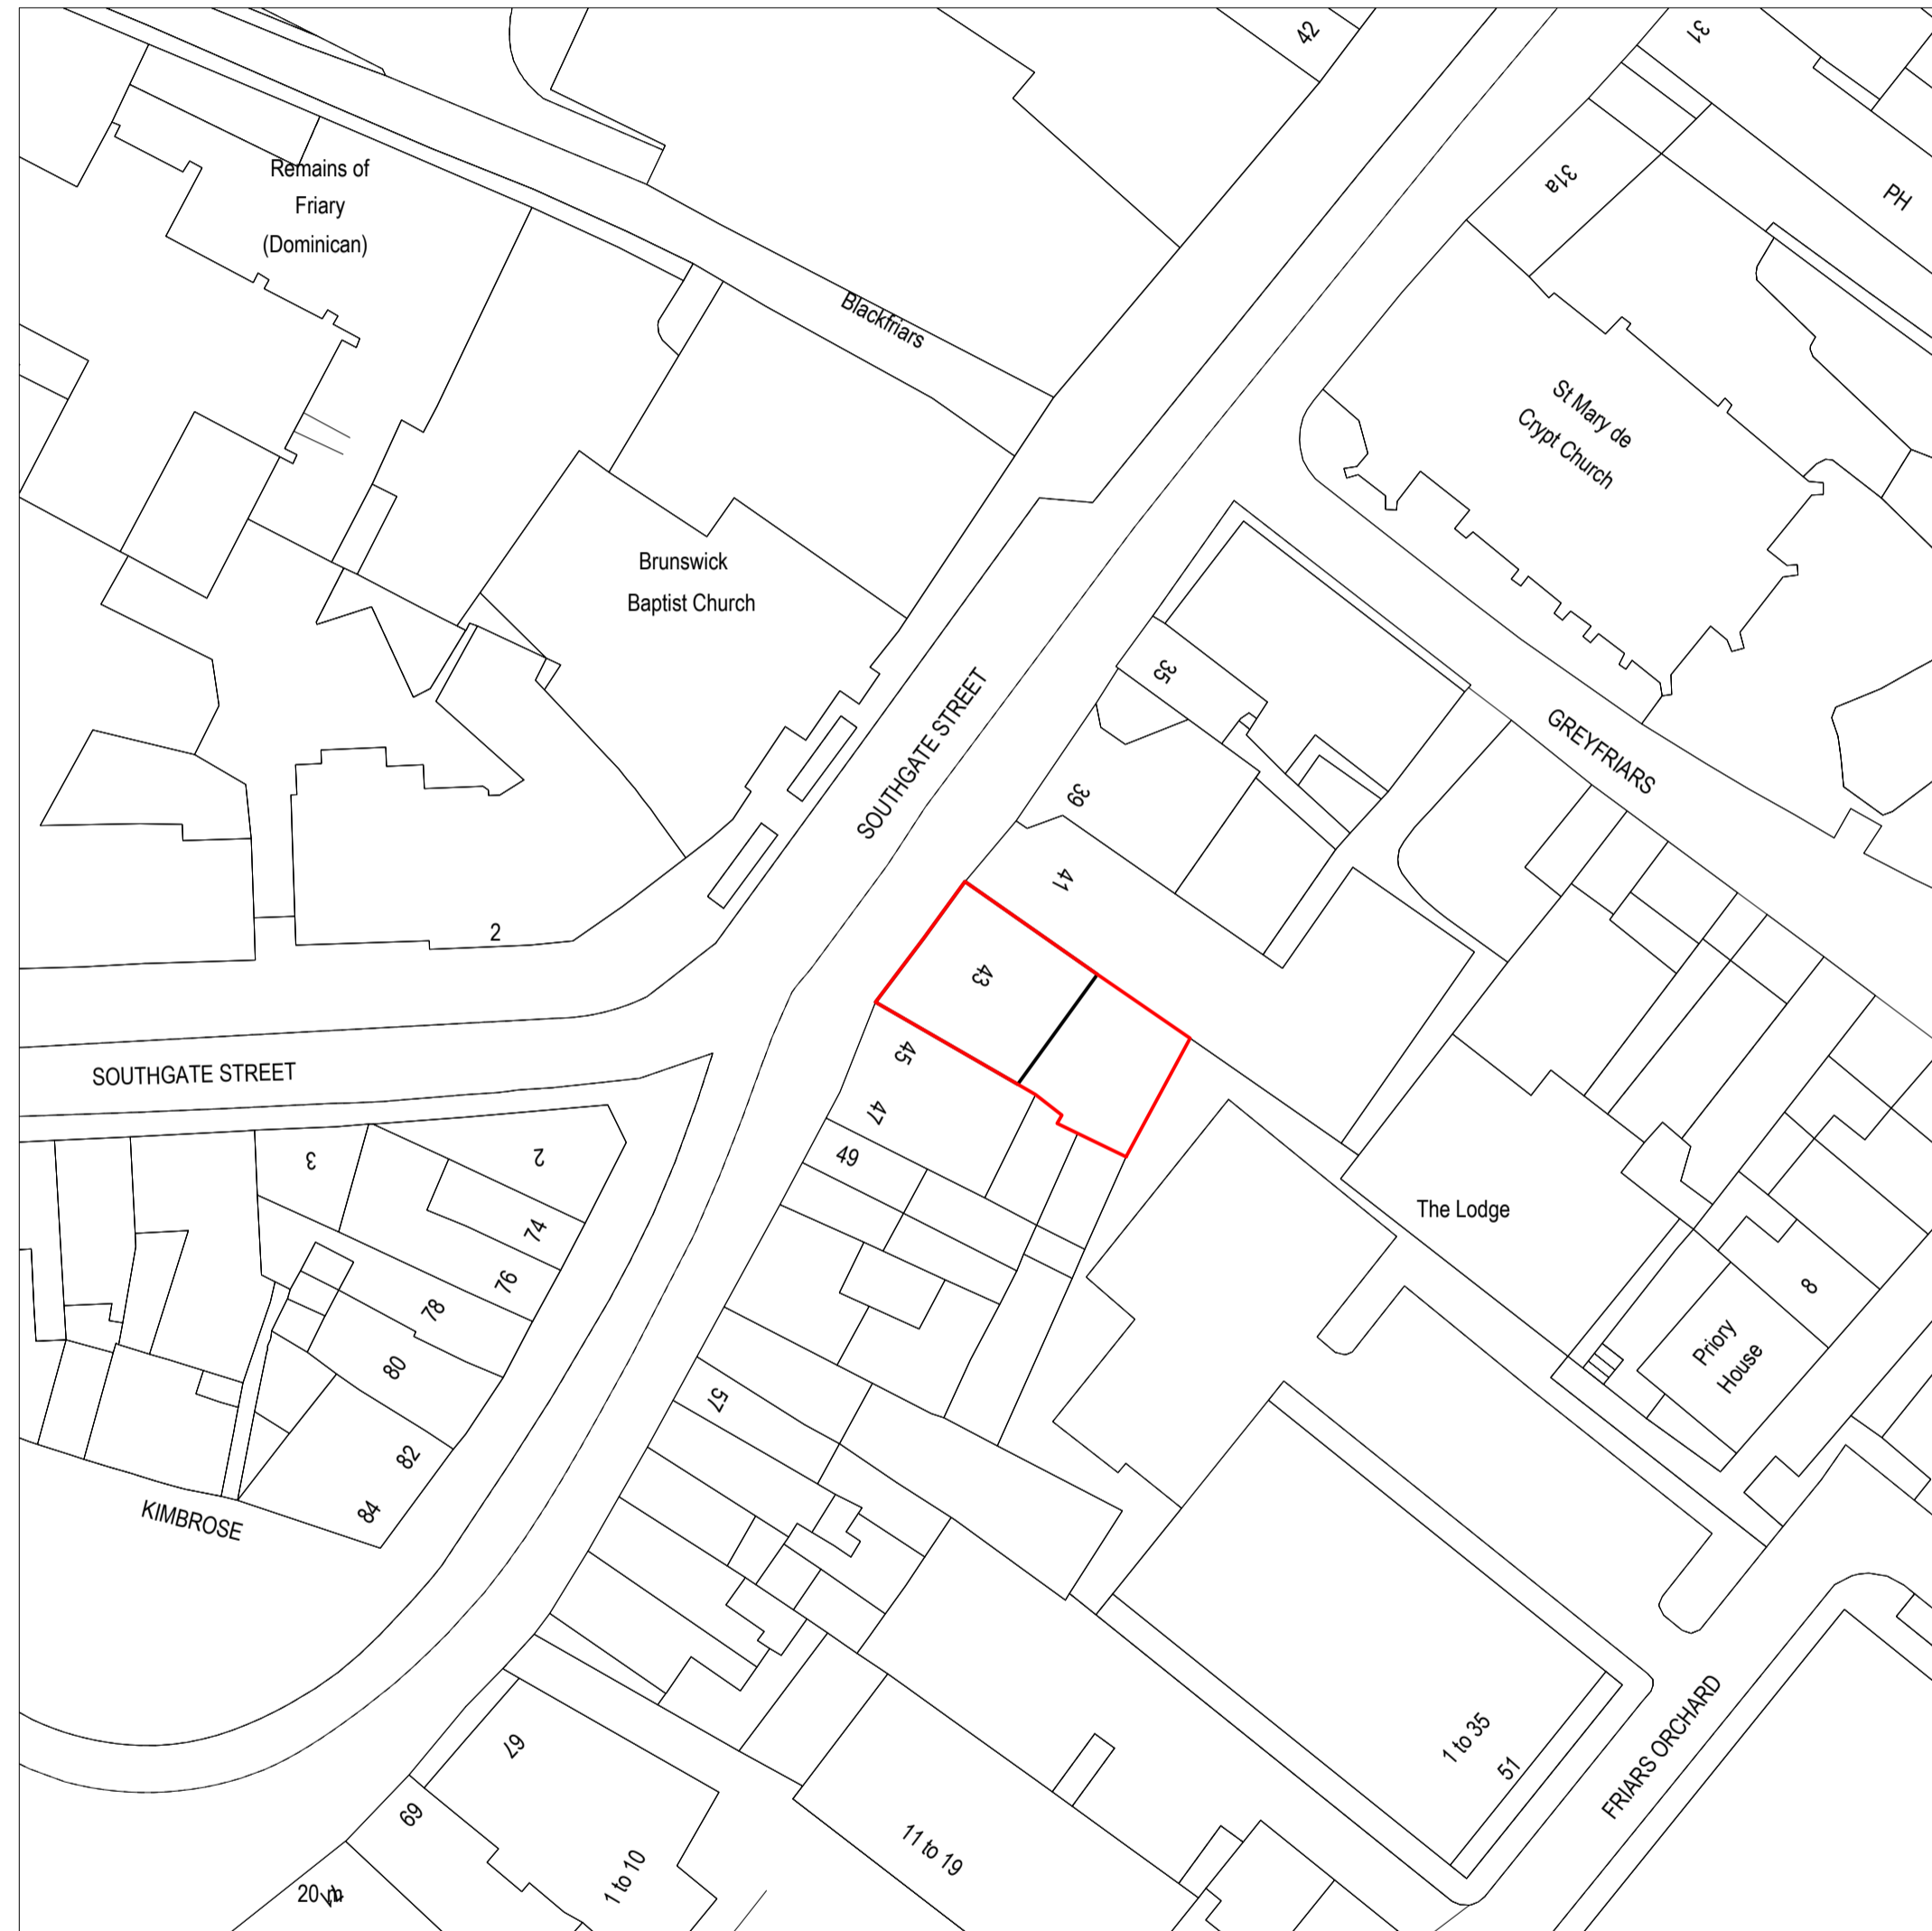 42
31
Remains of
Friary
(Dominican)
31a
PH
Blackfriars
St Mary de
Crypt Church
Brunswick
Baptist Church
35
SOUTHGATE STREET
GREYFRIARS
39
41
2
43
45
SOUTHGATE STREET
47
49
3
2
The Lodge
74
76
78
8
80
Priory
House
57
82
84
KIMBROSE
67
1 to 35
51
FRIARS ORCHARD
69
11 to 19
1 to 10
20 m